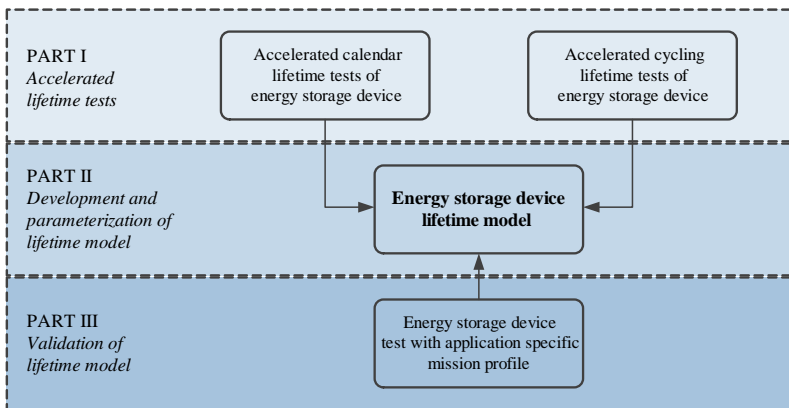 PART I
Accelerated
lifetime tests
Accelerated calendar
lifetime tests of
energy storage device
Accelerated cycling
lifetime tests of
energy storage device
PART II
Development and
parameterization of
lifetime model
Energy storage device
lifetime model
PART III
Validation of
lifetime model
Energy storage device
test with application specific
mission profile